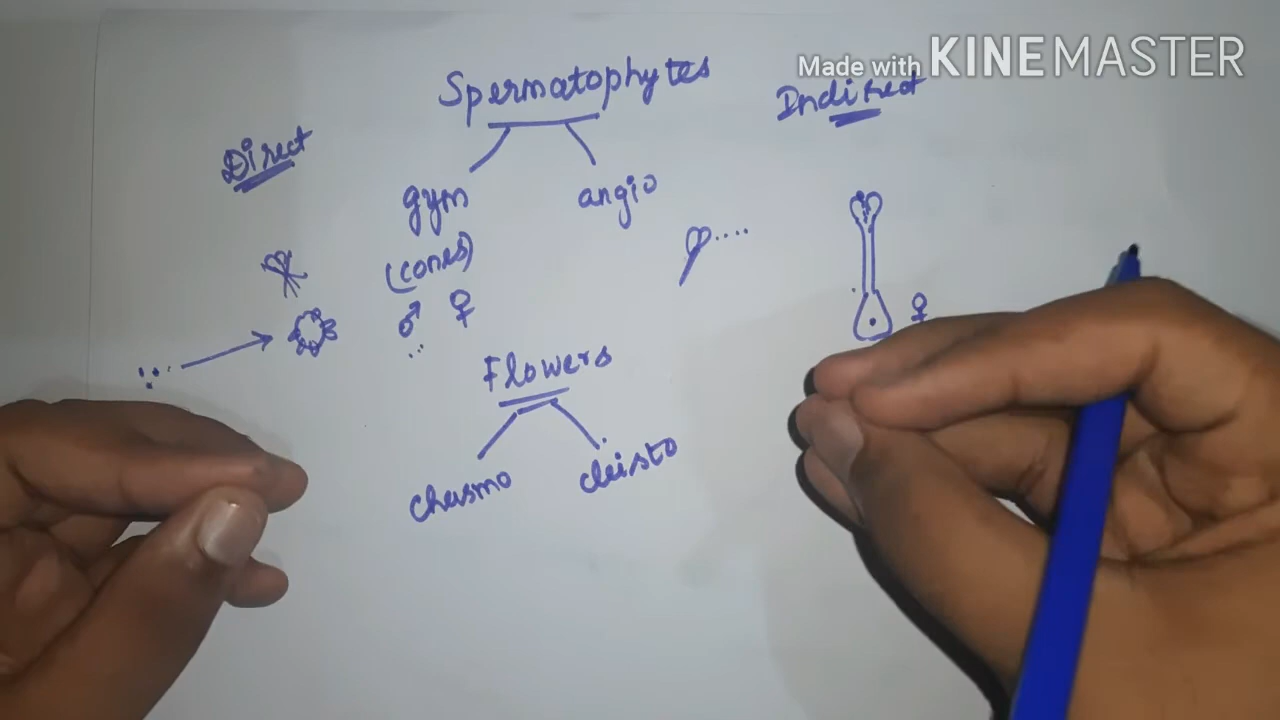 Made with KINEMASTER
Spermatophytes
Direct
Indirect
gym angio
(cones)
♂ ♀
♀
Flowers
chasmo
cleisto